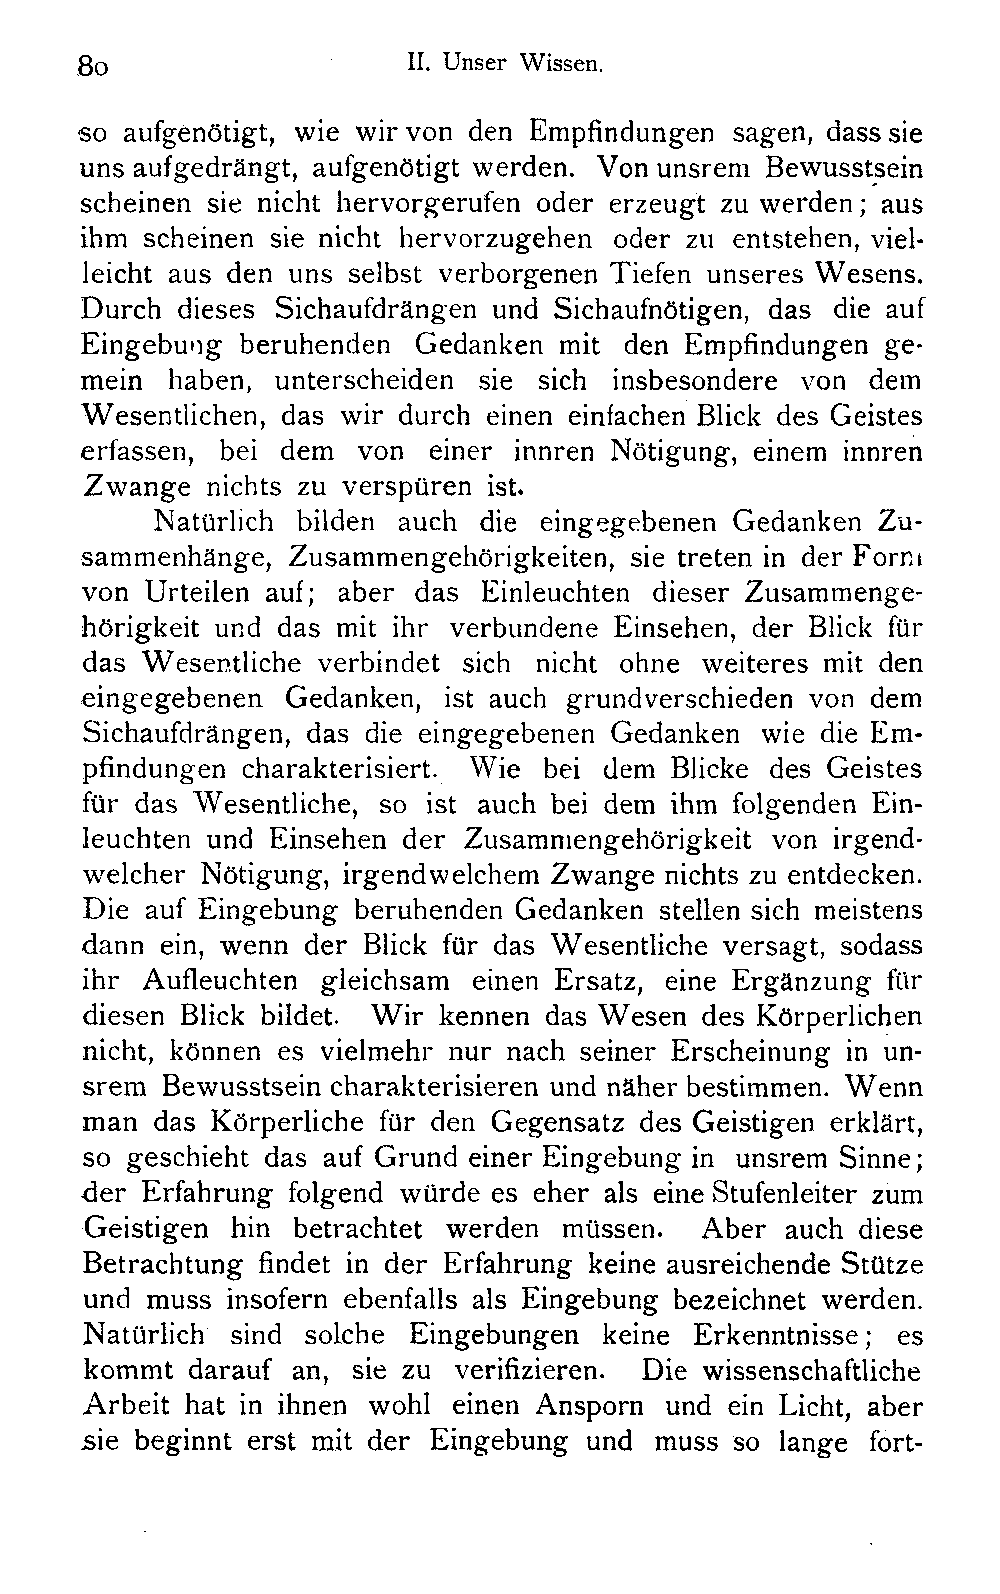 80 II. Unser Wissen.
so aufgenötigt, wie wir von den Empfindungen sagen, dass sie
uns aufgedrängt, aufgenötigt werden. Von unsrem Bewusstsein
scheinen sie nicht hervorgerufen oder erzeugt zu werden; aus
ihm scheinen sie nicht hervorzugehen oder zu entstehen, viel-
leicht aus den uns selbst verborgenen Tiefen unseres Wesens.
Durch dieses Sichaufdrängen und Sichaufnötigen, das die auf
Eingebung beruhenden Gedanken mit den Empfindungen ge-
mein haben, unterscheiden sie sich insbesondere von dem
Wesentlichen, das wir durch einen einfachen Blick des Geistes
erfassen, bei dem von einer innren Nötigung, einem innren
Zwange nichts zu verspüren ist.
Natürlich bilden auch die eingegebenen Gedanken Zu-
sammenhänge, Zusammengehörigkeiten, sie treten in der Form
von Urteilen auf; aber das Einleuchten dieser Zusammenge-
hörigkeit und das mit ihr verbundene Einsehen, der Blick für
das Wesentliche verbindet sich nicht ohne weiteres mit den
eingegebenen Gedanken, ist auch grundverschieden von dem
Sichaufdrängen, das die eingegebenen Gedanken wie die Em-
pfindungen charakterisiert. Wie bei dem Blicke des Geistes
für das Wesentliche, so ist auch bei dem ihm folgenden Ein-
leuchten und Einsehen der Zusammengehörigkeit von irgend-
welcher Nötigung, irgendwelchem Zwange nichts zu entdecken.
Die auf Eingebung beruhenden Gedanken stellen sich meistens
dann ein, wenn der Blick für das Wesentliche versagt, sodass
ihr Aufleuchten gleichsam einen Ersatz, eine Ergänzung für
diesen Blick bildet. Wir kennen das Wesen des Körperlichen
nicht, können es vielmehr nur nach seiner Erscheinung in un-
srem Bewusstsein charakterisieren und näher bestimmen. Wenn
man das Körperliche für den Gegensatz des Geistigen erklärt,
so geschieht das auf Grund einer Eingebung in unsrem Sinne;
der Erfahrung folgend würde es eher als eine Stufenleiter zum
Geistigen hin betrachtet werden müssen. Aber auch diese
Betrachtung findet in der Erfahrung keine ausreichende Stütze
und muss insofern ebenfalls als Eingebung bezeichnet werden.
Natürlich sind solche Eingebungen keine Erkenntnisse; es
kommt darauf an, sie zu verifizieren. Die wissenschaftliche
Arbeit hat in ihnen wohl einen Ansporn und ein Licht, aber
sie beginnt erst mit der Eingebung und muss so lange fort-